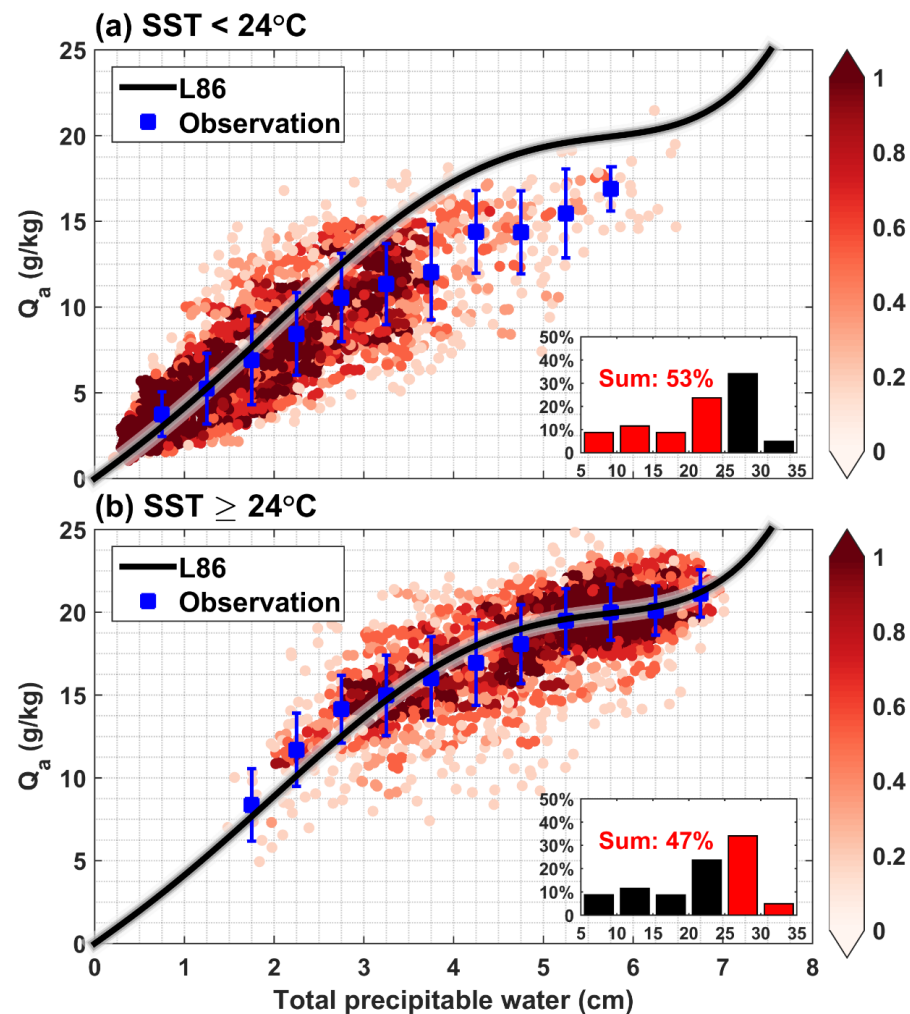 (a) SST < 24°C
25
20
15
10
5
0
Qa (g/kg)
L86
Observation
50%
40%
30%
20%
10%
0
Sum: 53%
5 10 15 20 25 30 35
1
0.8
0.6
0.4
0.2
0
(b) SST ≥ 24°C
25
20
15
10
5
0
Qa (g/kg)
L86
Observation
50%
40%
30%
20%
10%
0
Sum: 47%
5 10 15 20 25 30 35
1
0.8
0.6
0.4
0.2
0
0 1 2 3 4 5 6 7 8
Total precipitable water (cm)